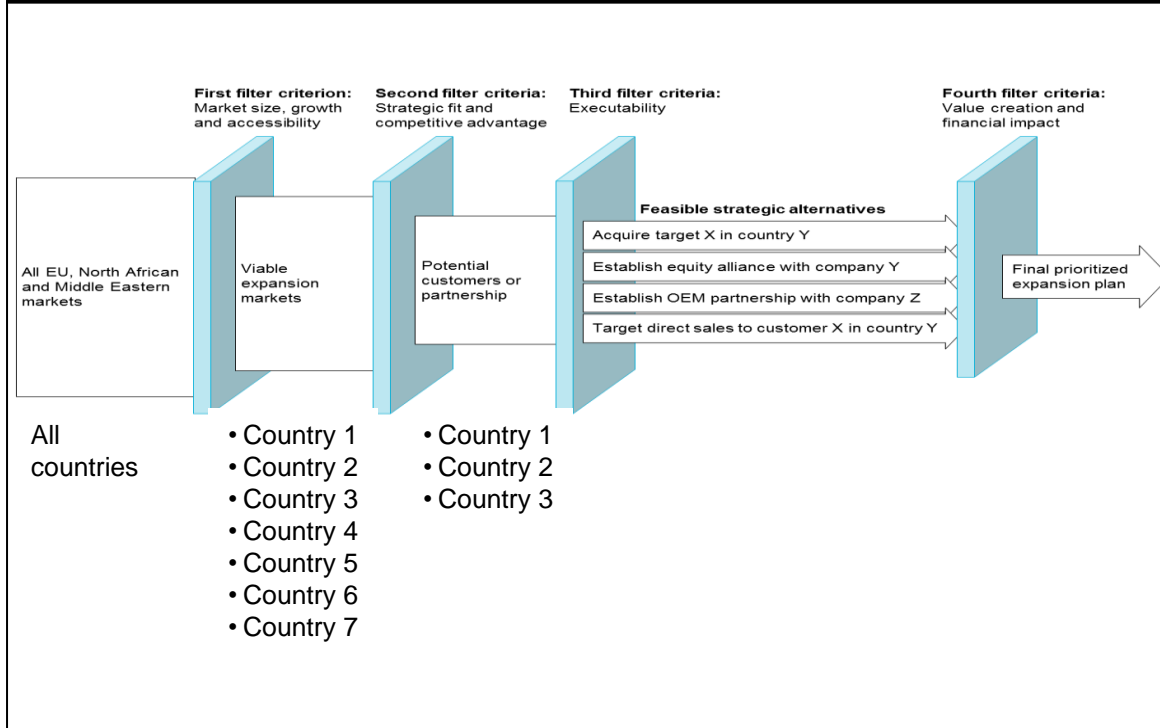 First filter criterion:
Market size, growth
and accessibility
Second filter criteria:
Strategic fit and
competitive advantage
Third filter criteria:
Executability
Fourth filter criteria:
Value creation and
financial impact
All EU, North African
and Middle Eastern
markets
Viable
expansion
markets
Potential
customers or
partnership
Feasible strategic alternatives
Acquire target X in country Y
Establish equity alliance with company Y
Establish OEM partnership with company Z
Target direct sales to customer X in country Y
Final prioritized
expansion plan
All
countries
• Country 1
• Country 2
• Country 3
• Country 4
• Country 5
• Country 6
• Country 7
• Country 1
• Country 2
• Country 3